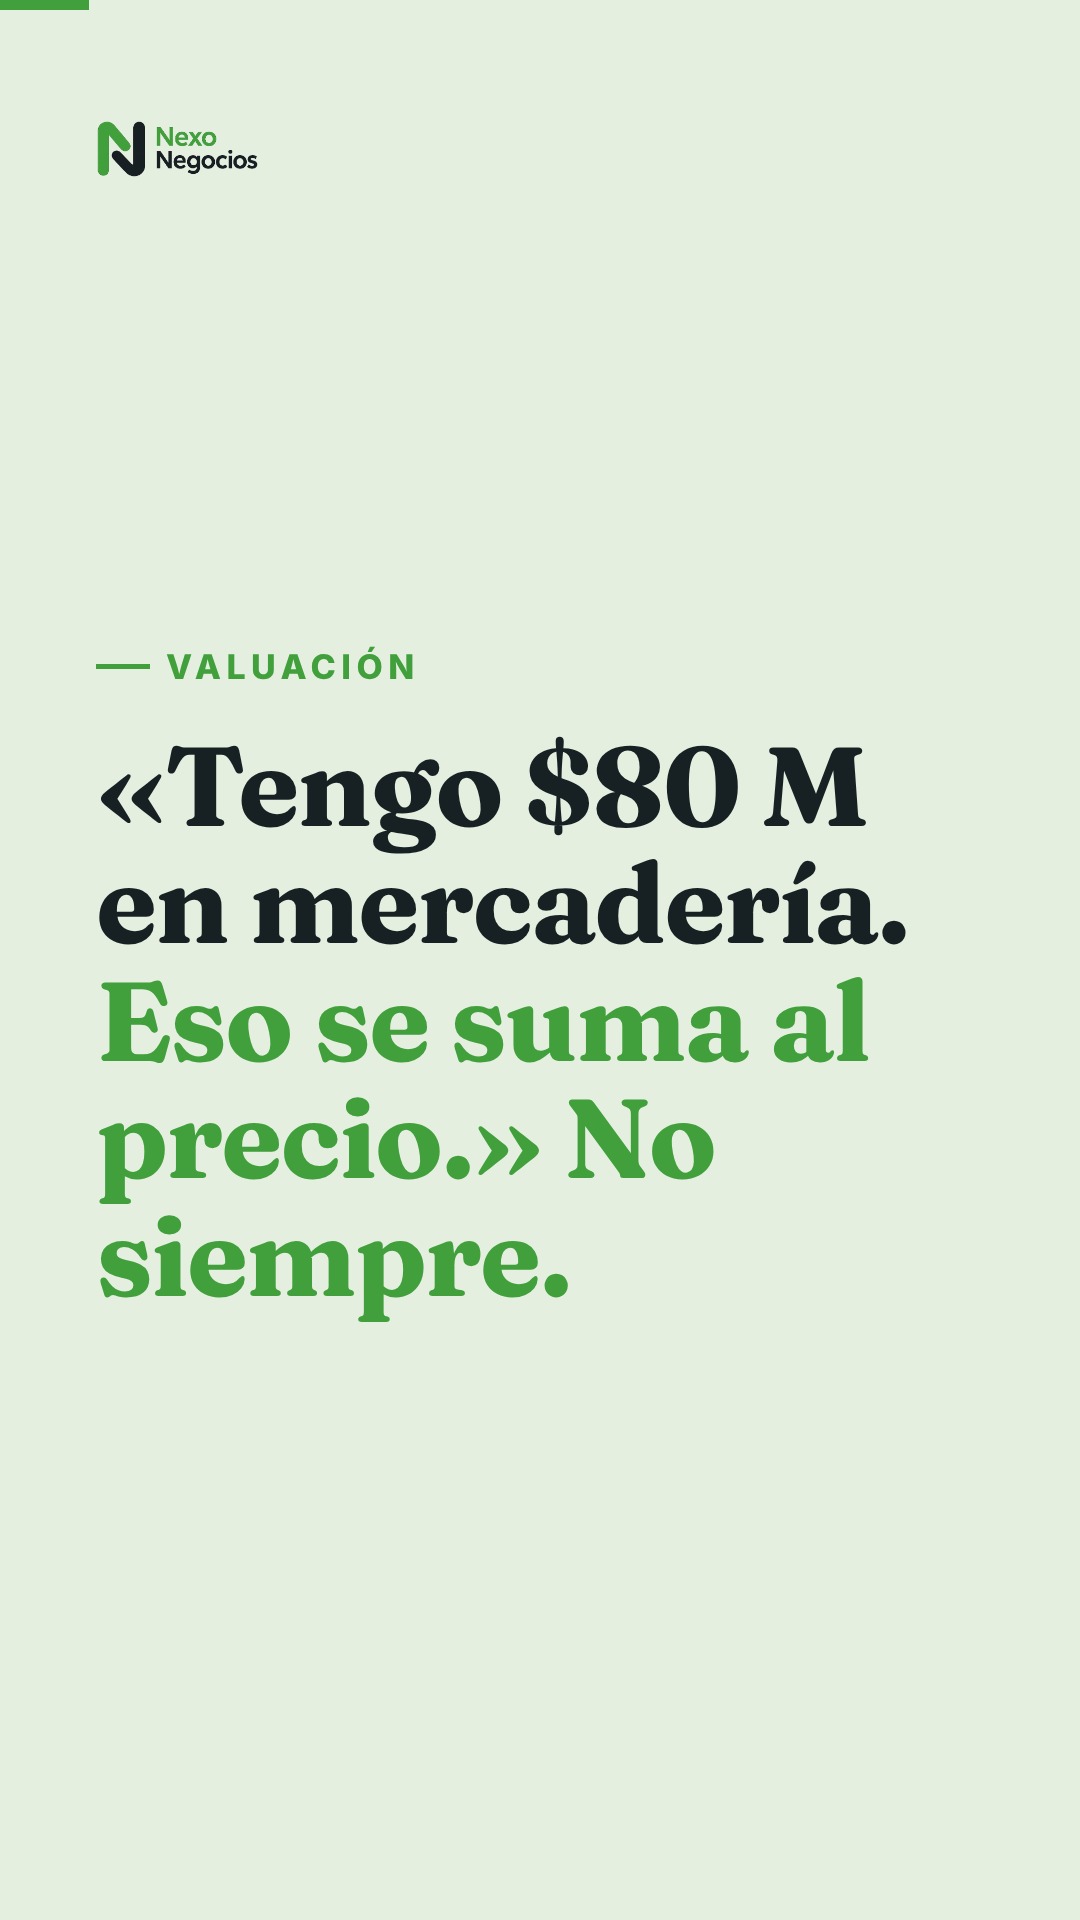 Nexo
Negocios
VALUACIÓN
«Tengo $80 M
en mercadería.
Eso se suma al
precio.» No
siempre.